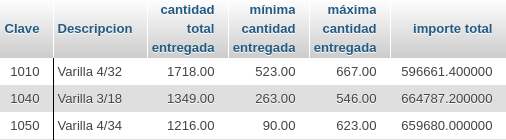 Clave Descripcion cantidad total entregada mínima cantidad entregada máxima cantidad entregada importe total
1010 Varilla 4/32 1718.00 523.00 667.00 596661.400000
1040 Varilla 3/18 1349.00 263.00 546.00 664787.200000
1050 Varilla 4/34 1216.00 90.00 623.00 659680.000000